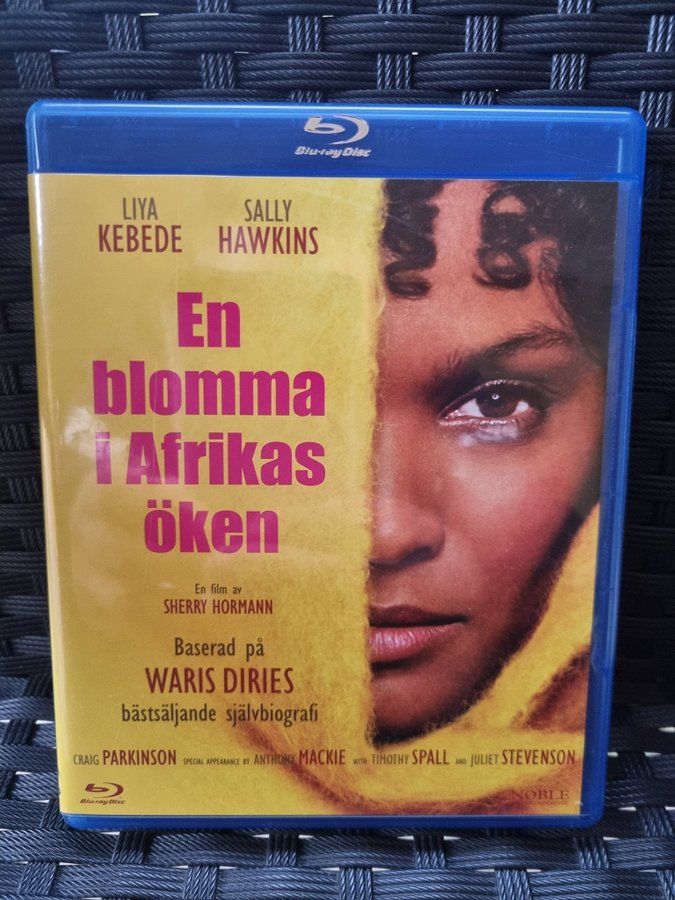 Blu-ray Disc
LIYA KEBEDE
SALLY HAWKINS
En
blomma
i Afrikas
öken
En film av
SHERRY HORMANN
Baserad på
WARIS DIRIES
bästsäljande självbiografi
CRAIG PARKINSON SPECIAL APPEARANCE BY ANTHONY MACKIE WITH TIMOTHY SPALL AND JULIET STEVENSON
Blu-ray Disc
NOBLE
ENTERTAINMENT